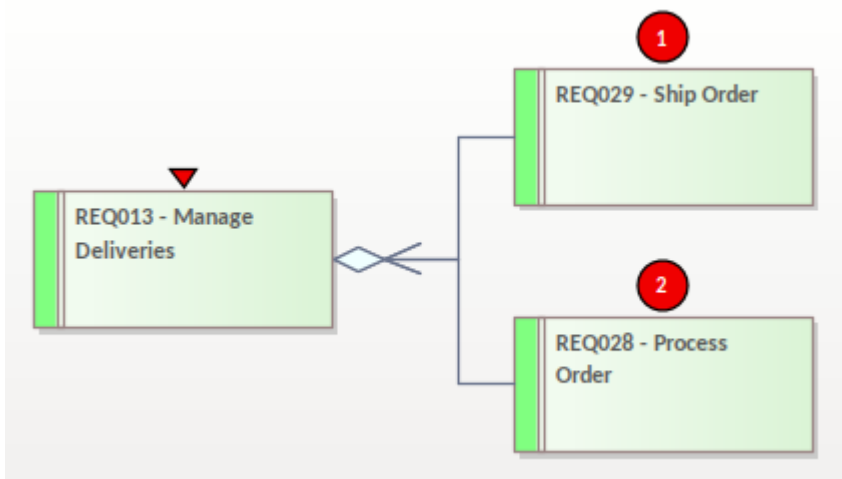 1
REQ029 - Ship Order
REQ013 - Manage
Deliveries
2
REQ028 - Process
Order